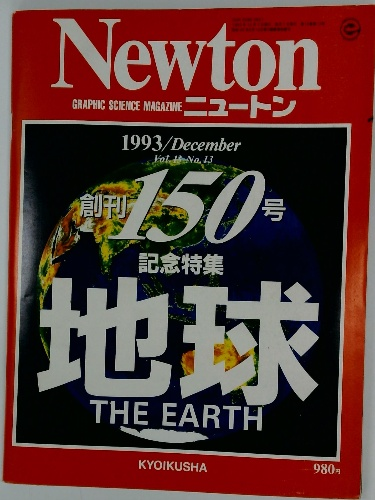 Newton
GRAPHIC SCIENCE MAGAZINE ニュートン
1993/December
Vol. 13 No. 13
創刊150号
記念特集
地球
THE EARTH
KYOIKUSHA
980円